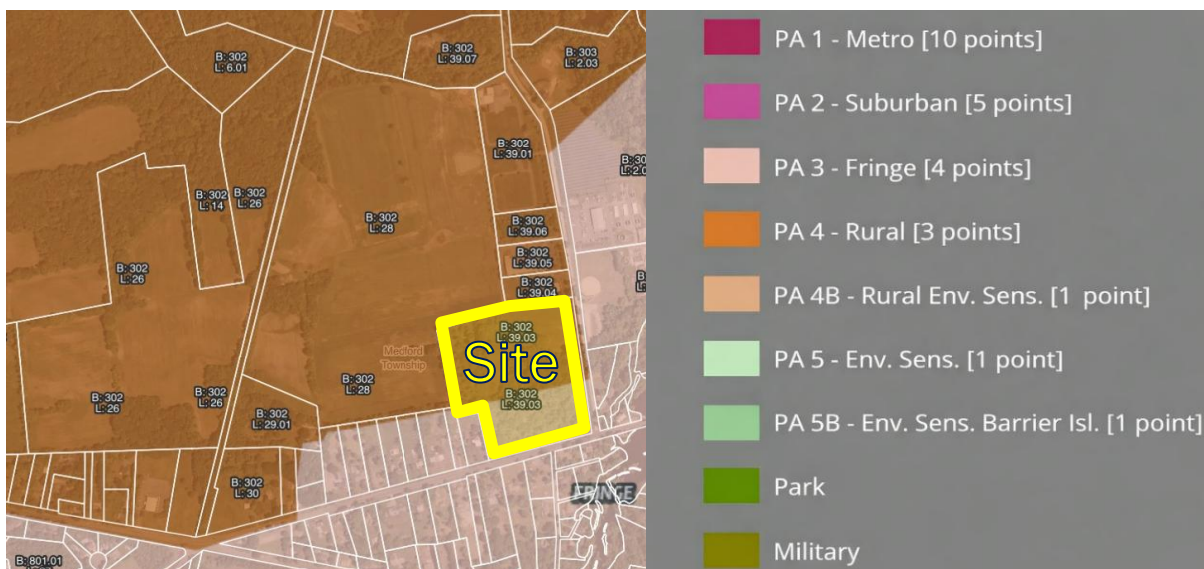 B: 302
L: 6.01
B: 302
L: 39.07
B: 303
L: 2.03
B: 302
L: 39.01
B: 302
L: 14
B: 302
L: 26
B: 302
L: 28
B: 302
L: 39.06
B: 302
L: 39.05
B: 302
L: 26
B: 302
L: 39.04
B: 302
L: 39.03
Medford
Township
Site
B: 302
L: 28
B: 302
L: 26
B: 302
L: 26
B: 302
L: 39.03
B: 302
L: 29.01
B: 302
L: 30
FRINGE
B: 801.01
PA 1 - Metro [10 points]
PA 2 - Suburban [5 points]
PA 3 - Fringe [4 points]
PA 4 - Rural [3 points]
PA 4B - Rural Env. Sens. [1 point]
PA 5 - Env. Sens. [1 point]
PA 5B - Env. Sens. Barrier Isl. [1 point]
Park
Military